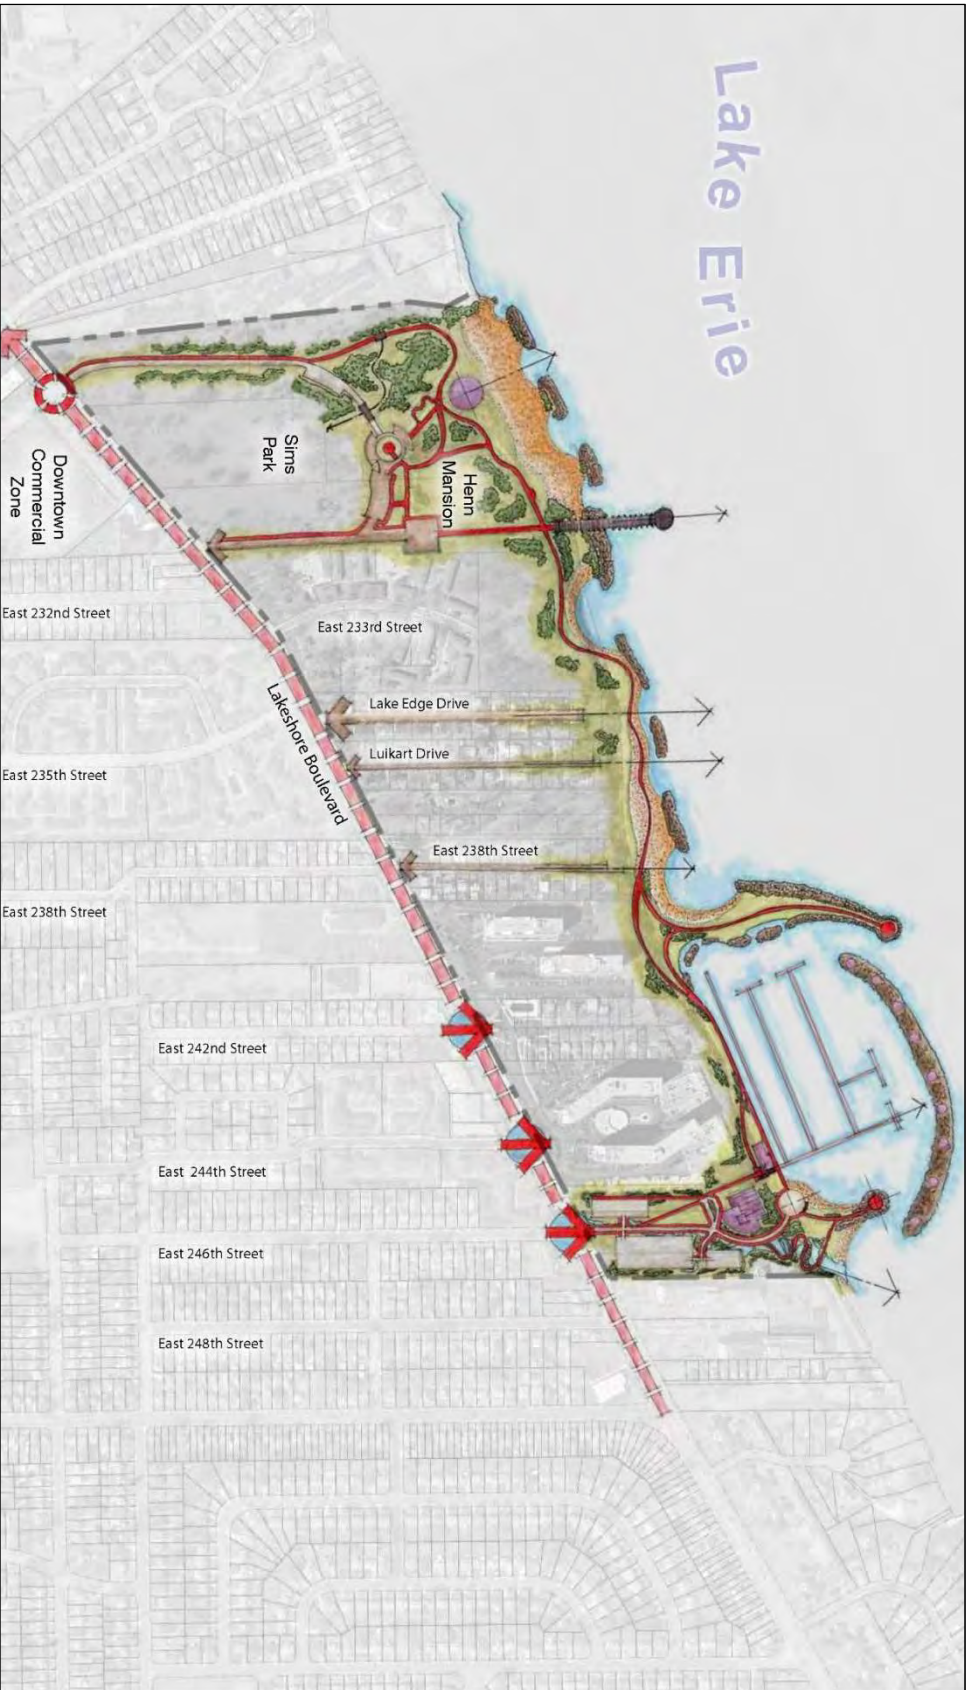 Lake Erie
Sims
Park
Henn
Mansion
Downtown
Commercial
Zone
East 232nd Street
East 233rd Street
Lake Edge Drive
Lakeshore Boulevard
Luikart Drive
East 235th Street
East 238th Street
East 238th Street
East 242nd Street
East 244th Street
East 246th Street
East 248th Street